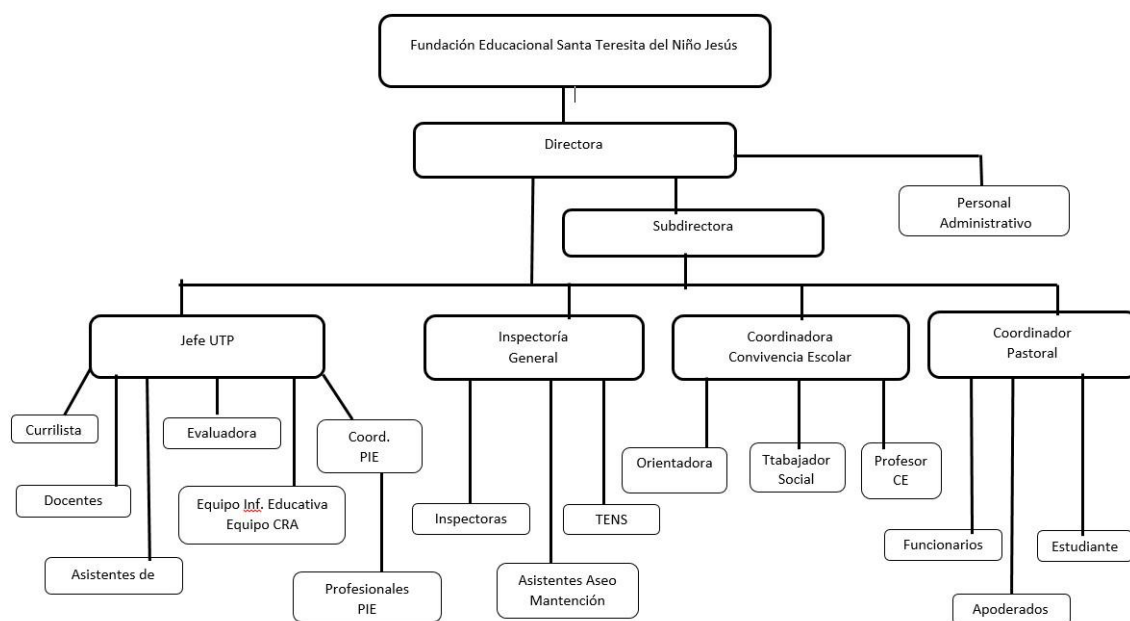 Fundación Educacional Santa Teresita del Niño Jesús
Directora
Personal
Administrativo
Subdirectora
Jefe UTP
Inspectoría
General
Coordinadora
Convivencia Escolar
Coordinador
Pastoral
Currilista
Evaluadora
Coord.
PIE
Orientadora
Ttabajador
Social
Profesor
CE
Docentes
Equipo Inf. Educativa
Equipo CRA
Inspectoras
TENS
Funcionarios
Estudiante
Asistentes de
Profesionales
PIE
Asistentes Aseo
Mantención
Apoderados